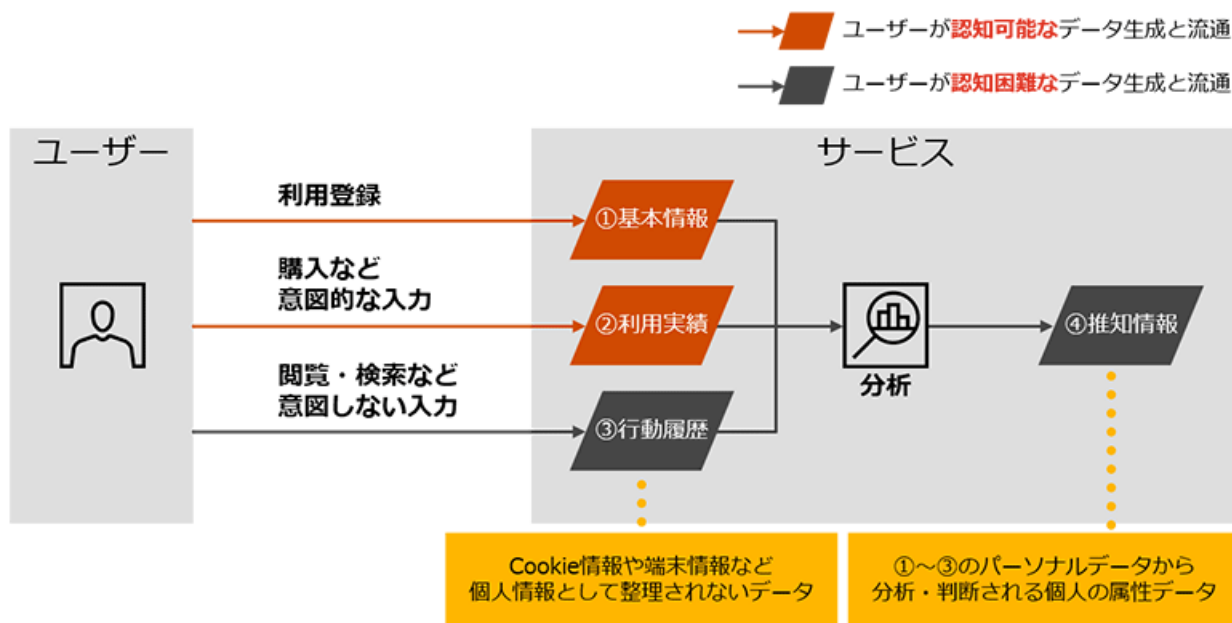 ユーザーが認知可能なデータ生成と流通
ユーザーが認知困難なデータ生成と流通
ユーザー
サービス
利用登録
①基本情報
購入など
意図的な入力
②利用実績
閲覧・検索など
意図しない入力
③行動履歴
分析
④推知情報
Cookie情報や端末情報など
個人情報として整理されないデータ
①～③のパーソナルデータから
分析・判断される個人の属性データ